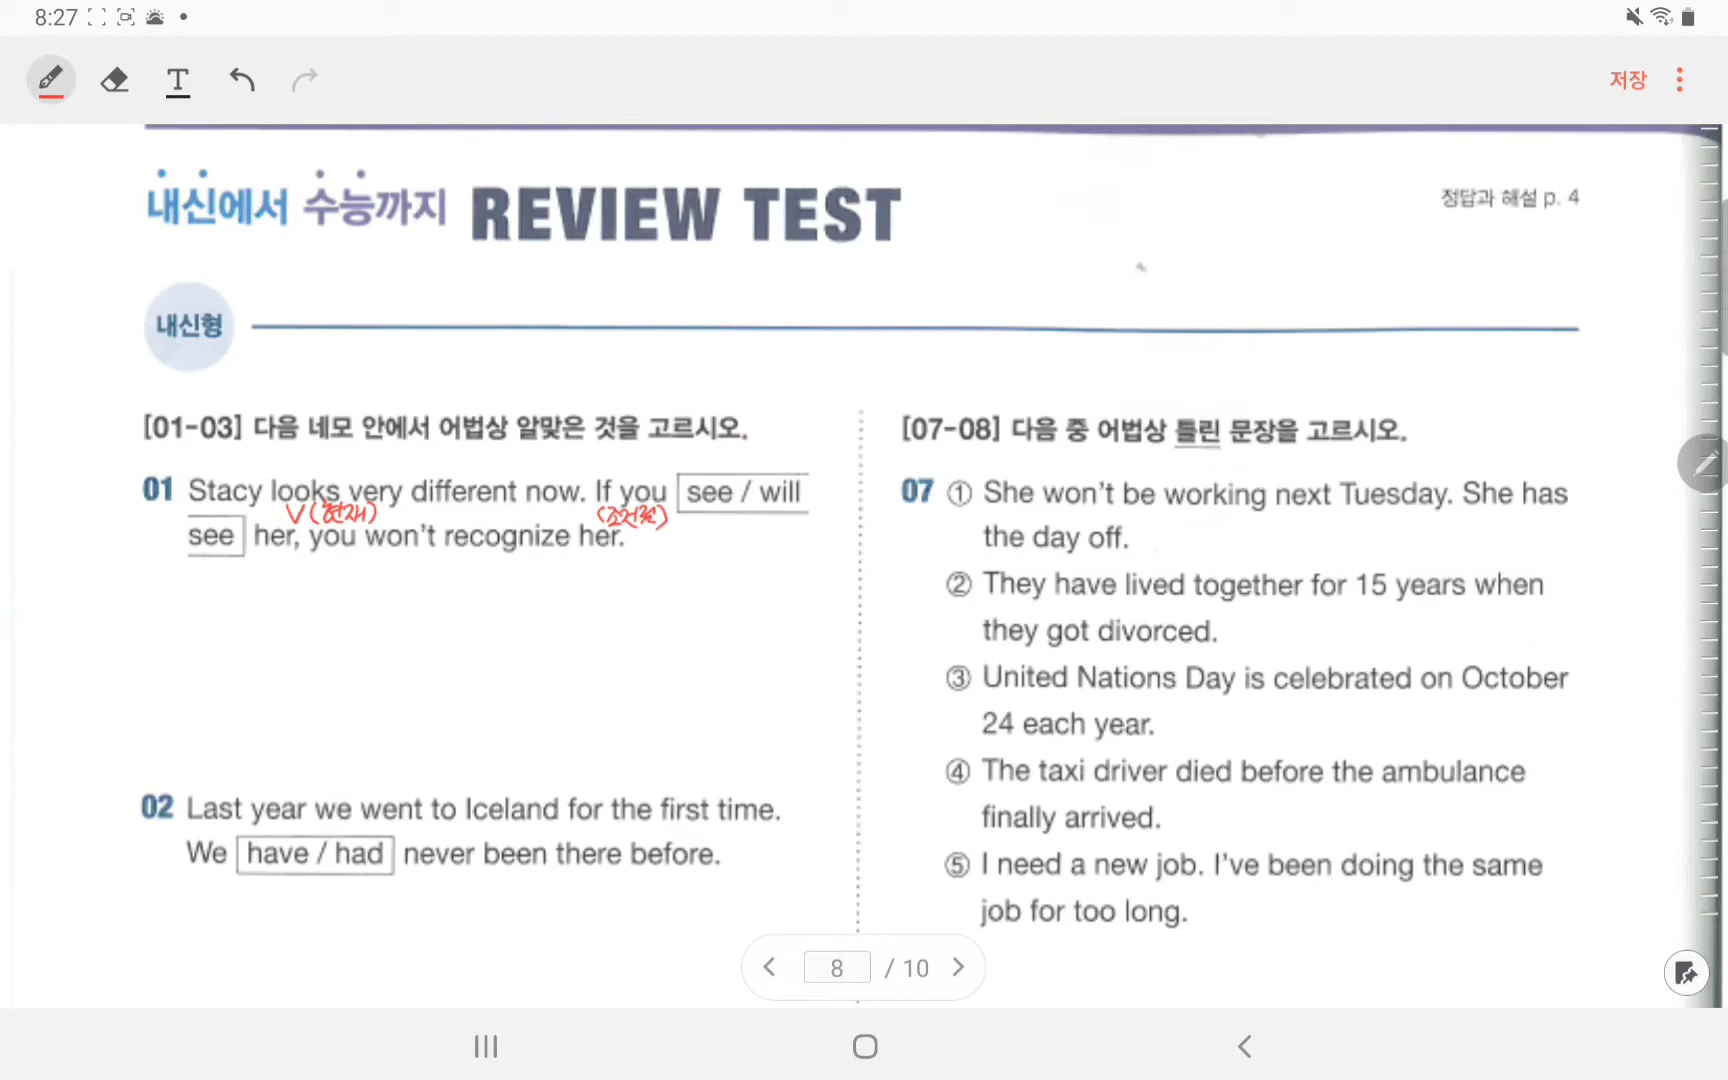 8:27
저장
내신에서 수능까지 REVIEW TEST
정답과 해설 p. 4
내신형
[01-03] 다음 네모 안에서 어법상 알맞은 것을 고르시오.
01 Stacy looks very different now. If you see / will
V (현재) (조건절)
see her, you won't recognize her.
02 Last year we went to Iceland for the first time.
We have / had never been there before.
[07-08] 다음 중 어법상 틀린 문장을 고르시오.
07 ① She won't be working next Tuesday. She has
the day off.
② They have lived together for 15 years when
they got divorced.
③ United Nations Day is celebrated on October
24 each year.
④ The taxi driver died before the ambulance
finally arrived.
⑤ I need a new job. I've been doing the same
job for too long.
8 / 10